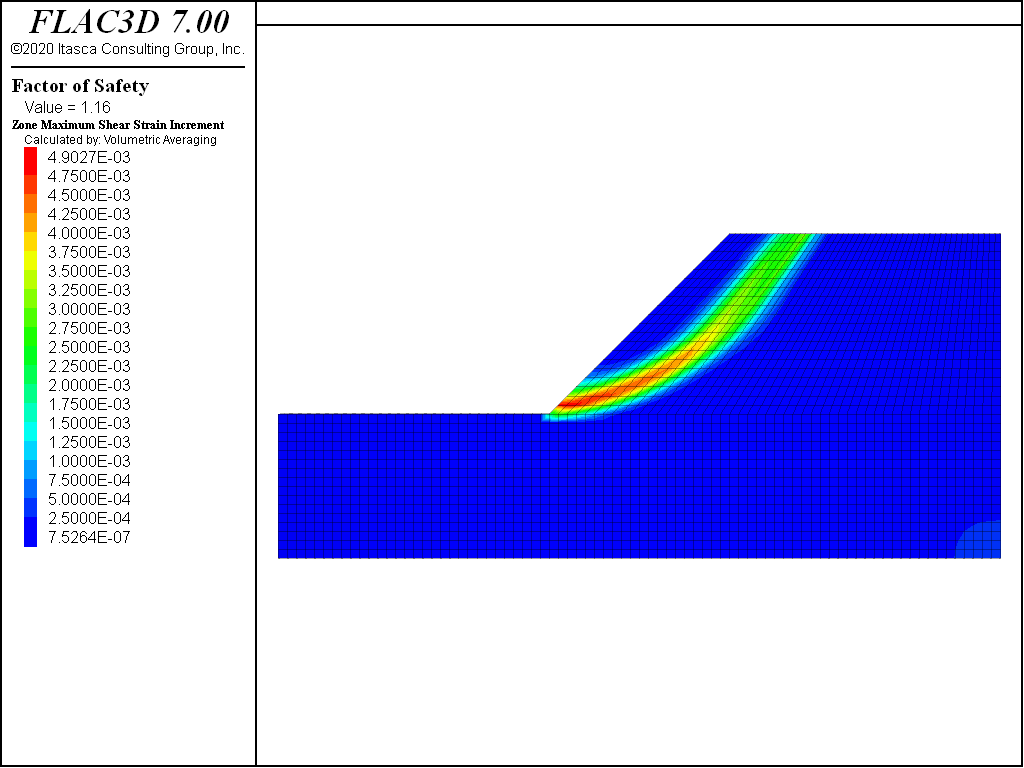 FLAC3D 7.00
©2020 Itasca Consulting Group, Inc.
Factor of Safety
Value = 1.16
Zone Maximum Shear Strain Increment
Calculated by: Volumetric Averaging
4.9027E-03
4.7500E-03
4.5000E-03
4.2500E-03
4.0000E-03
3.7500E-03
3.5000E-03
3.2500E-03
3.0000E-03
2.7500E-03
2.5000E-03
2.2500E-03
2.0000E-03
1.7500E-03
1.5000E-03
1.2500E-03
1.0000E-03
7.5000E-04
5.0000E-04
2.5000E-04
7.5264E-07